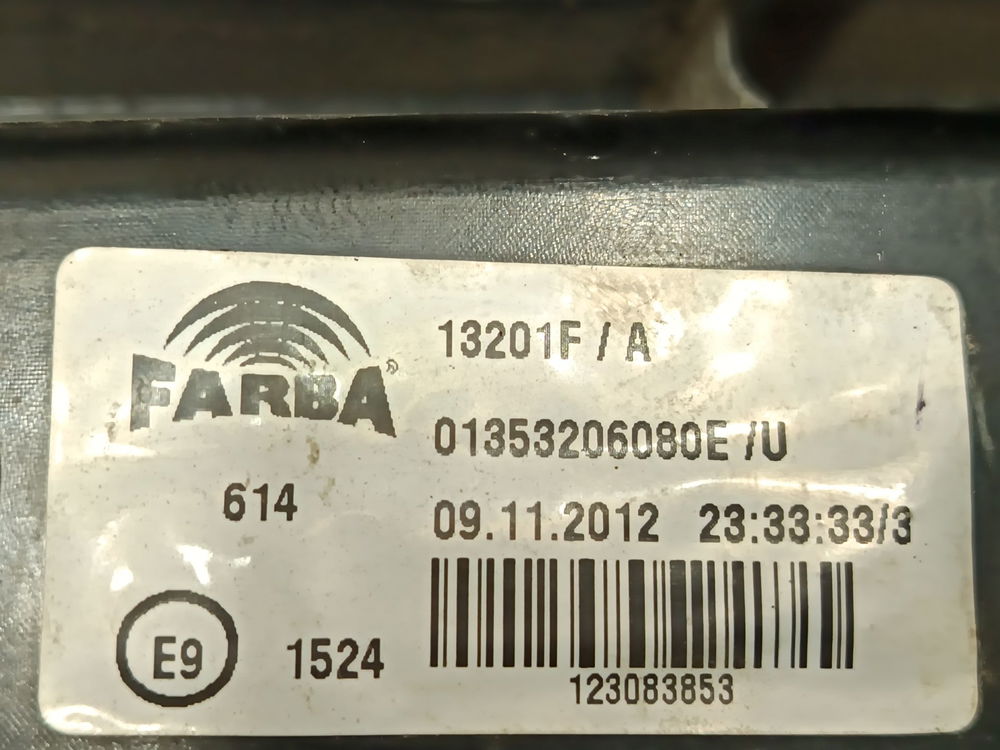 FARBA®
614
E9
1524
13201F / A
01353206080E /U
09.11.2012 23:33:33/3
123083853